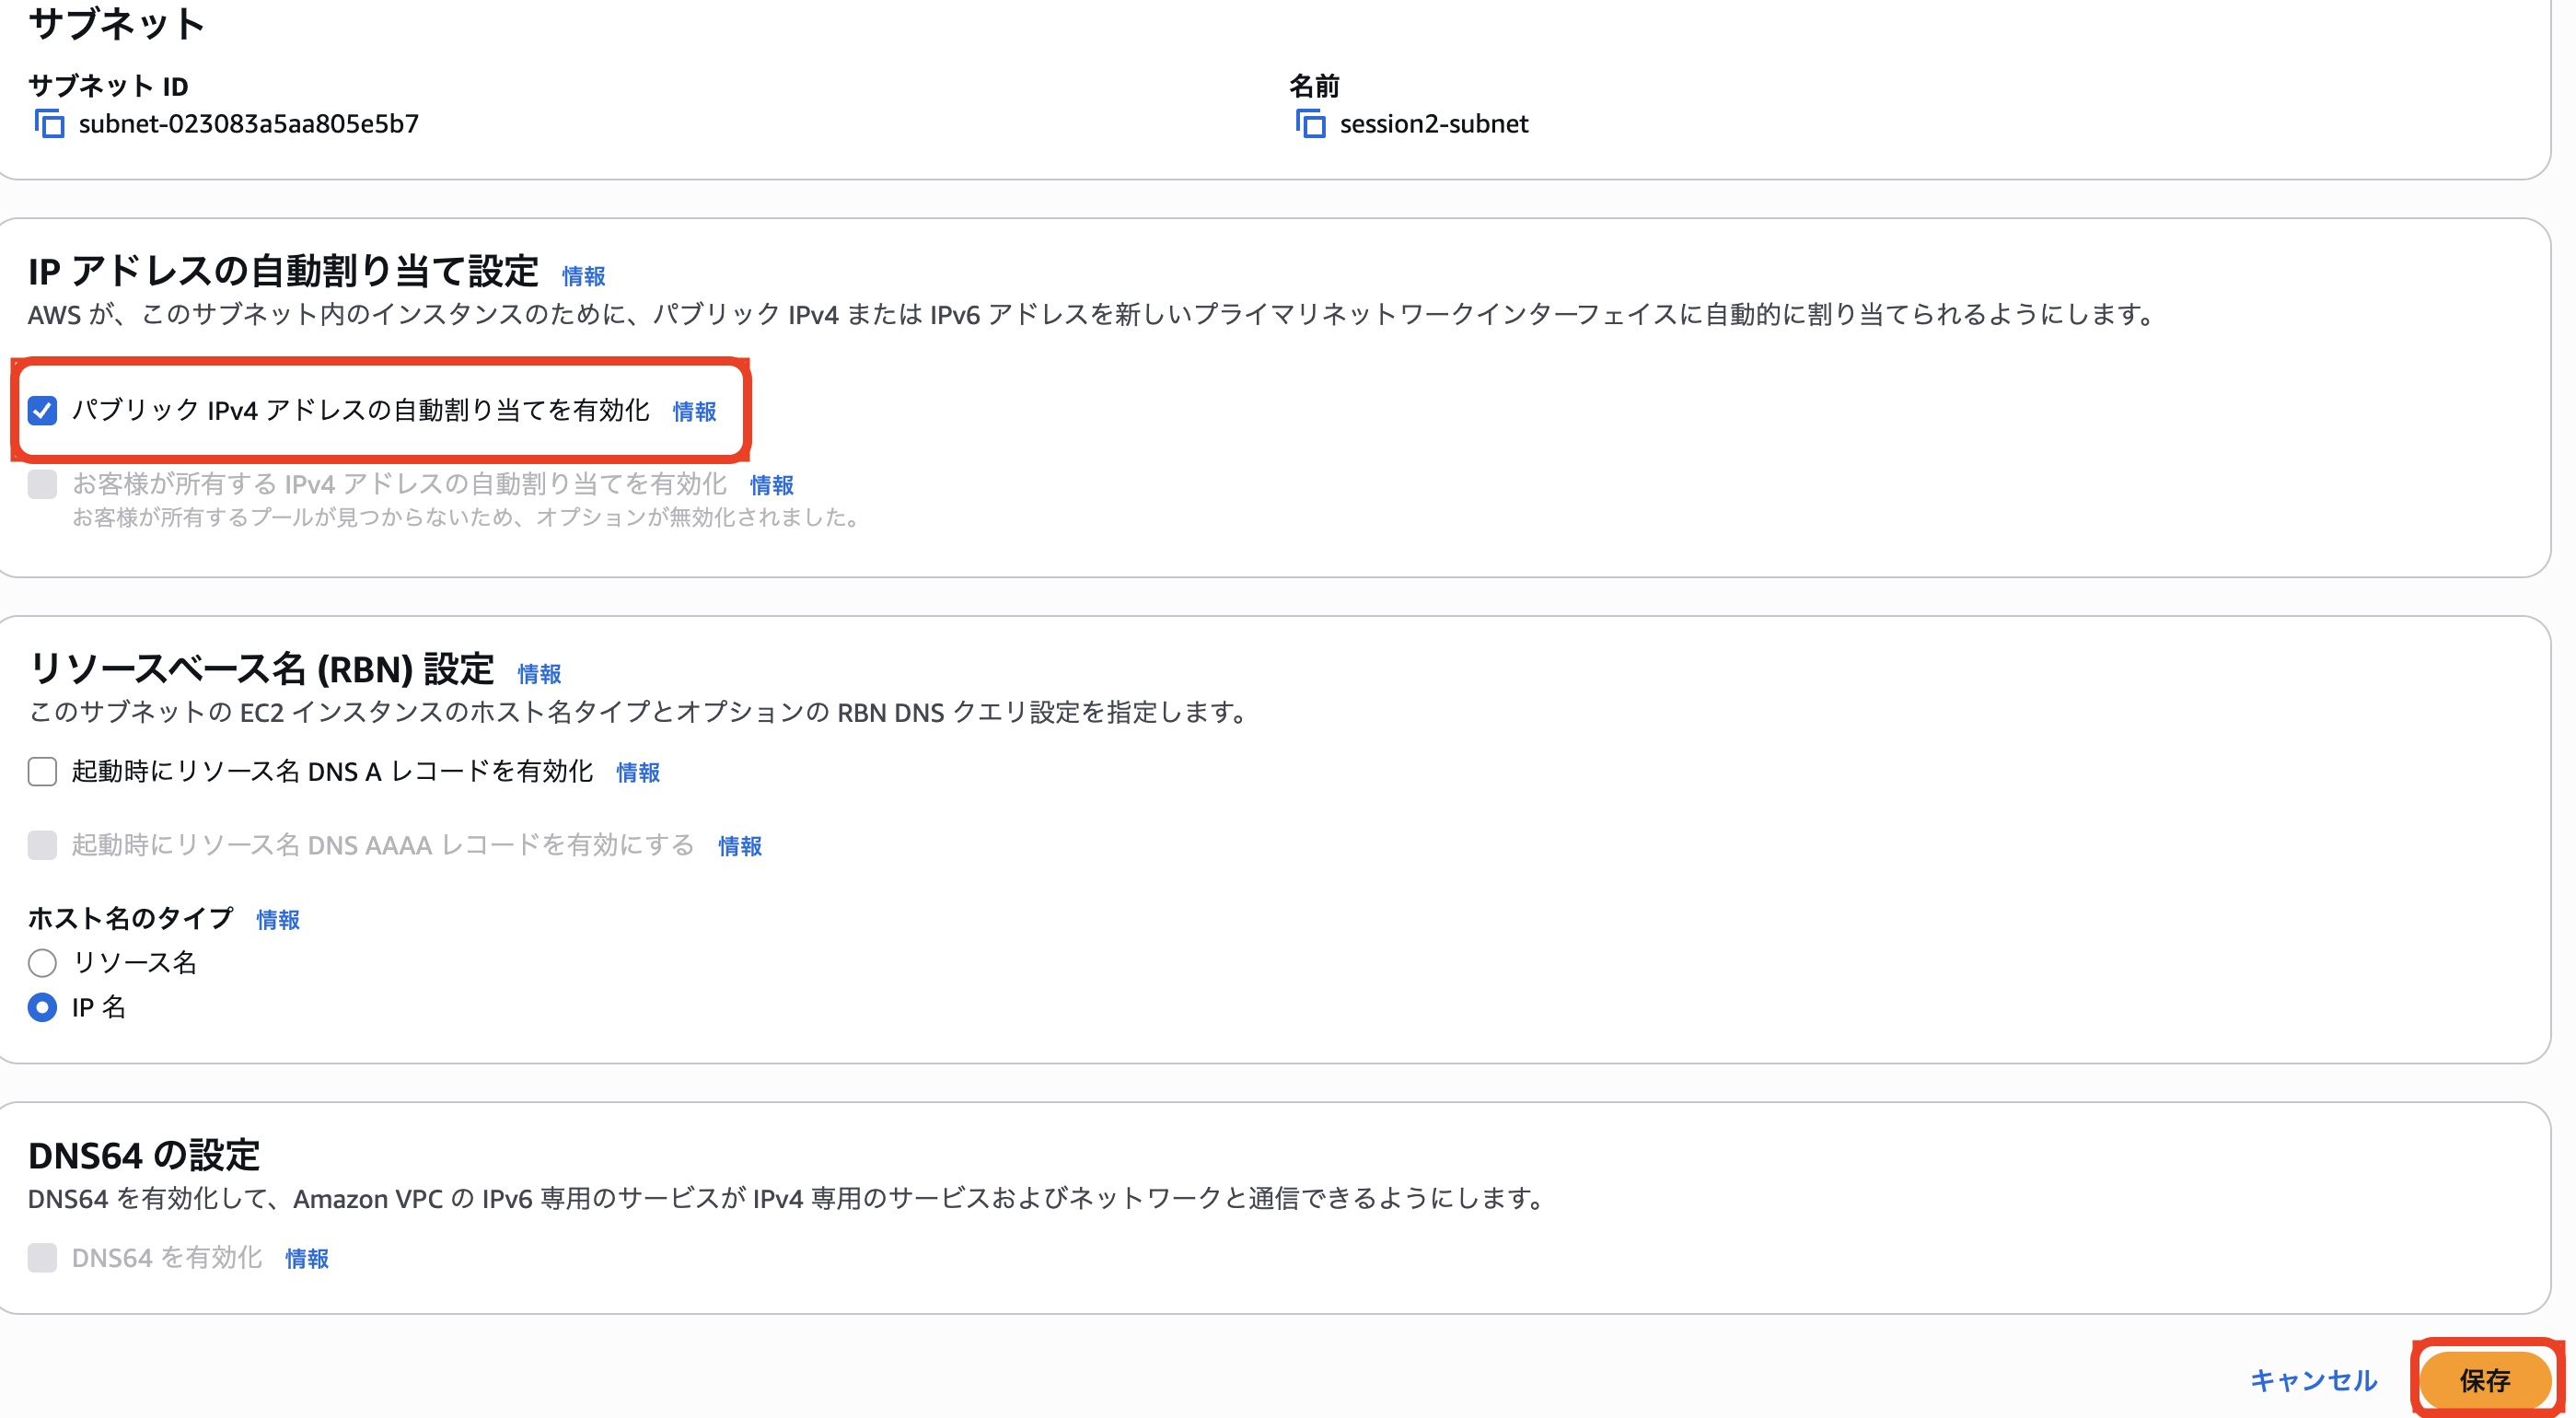 サブネット
サブネット ID
名前
subnet-023083a5aa805e5b7
session2-subnet
IP アドレスの自動割り当て設定 情報
AWS が、このサブネット内のインスタンスのために、パブリック IPv4 または IPv6 アドレスを新しいプライマリネットワークインターフェイスに自動的に割り当てられるようにします。
パブリック IPv4 アドレスの自動割り当てを有効化 情報
お客様が所有する IPv4 アドレスの自動割り当てを有効化 情報
お客様が所有するプールが見つからないため、オプションが無効化されました。
リソースベース名 (RBN) 設定 情報
このサブネットの EC2 インスタンスのホスト名タイプとオプションの RBN DNS クエリ設定を指定します。
起動時にリソース名 DNS A レコードを有効化 情報
起動時にリソース名 DNS AAAA レコードを有効にする 情報
ホスト名のタイプ 情報
リソース名
IP 名
DNS64 の設定
DNS64 を有効化して、Amazon VPC の IPv6 専用のサービスが IPv4 専用のサービスおよびネットワークと通信できるようにします。
DNS64 を有効化 情報
キャンセル 保存